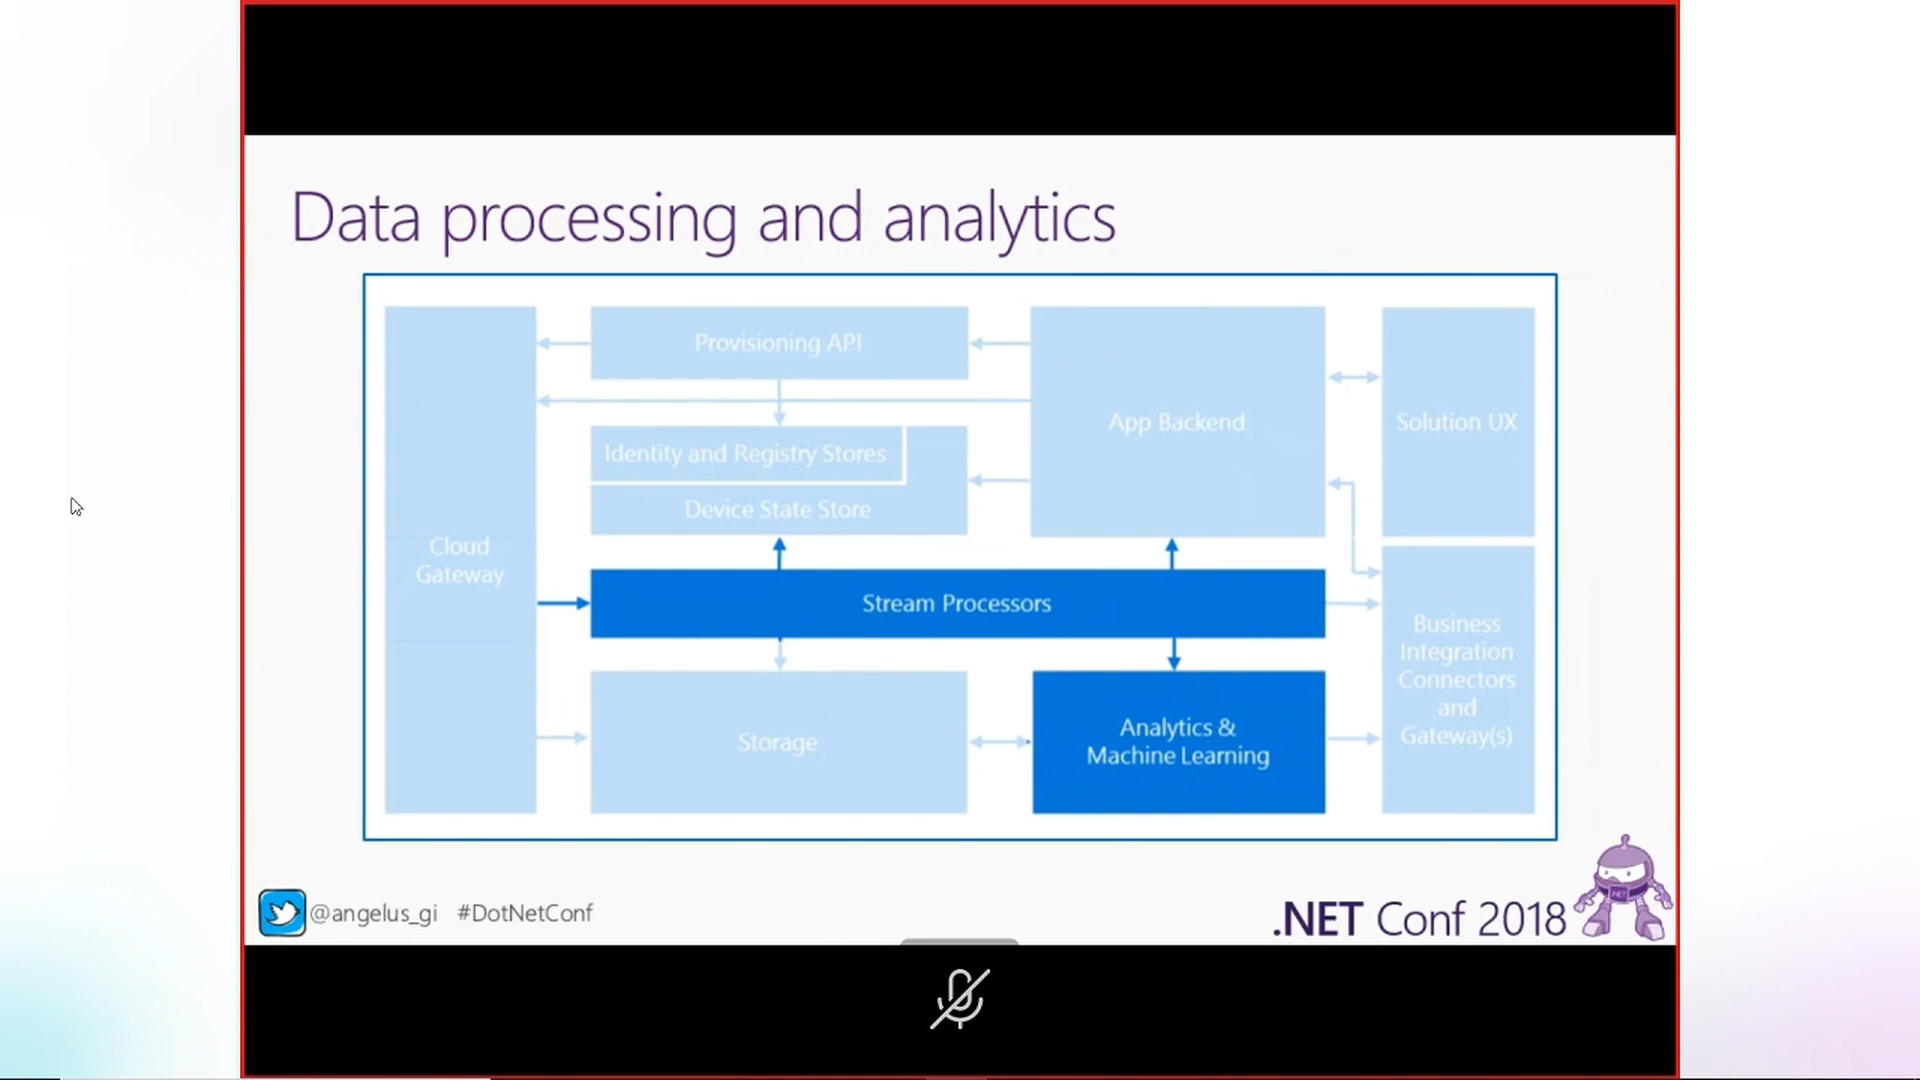 Data processing and analytics
Provisioning API
Identity and Registry Stores
Device State Store
App Backend
Solution UX
Cloud
Gateway
Stream Processors
Storage
Analytics &
Machine Learning
Business
Integration
Connectors
and
Gateway(s)
@angelus_gi #DotNetConf
.NET Conf 2018
.NET